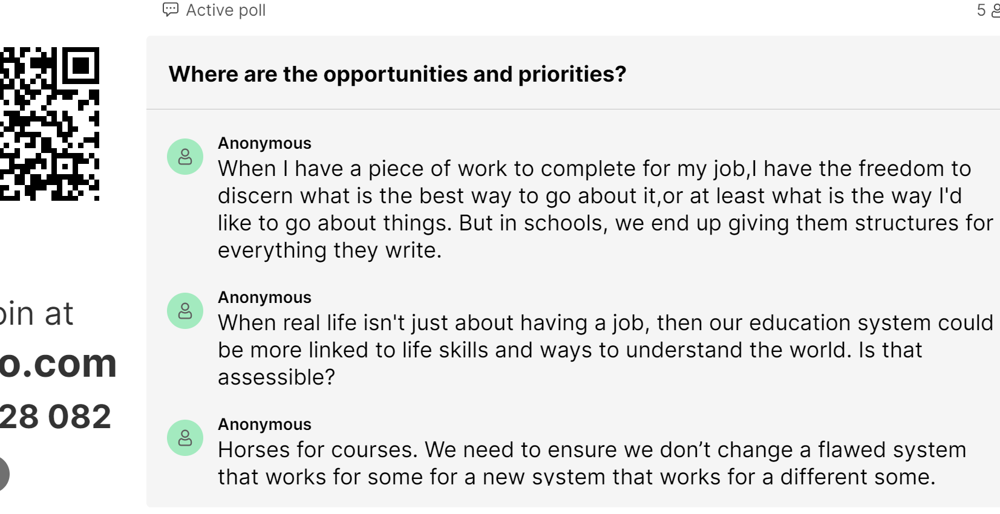 Active poll
5
Where are the opportunities and priorities?
Anonymous
When I have a piece of work to complete for my job,I have the freedom to
discern what is the best way to go about it,or at least what is the way I'd
like to go about things. But in schools, we end up giving them structures for
everything they write.
Anonymous
When real life isn't just about having a job, then our education system could
be more linked to life skills and ways to understand the world. Is that
assessible?
Anonymous
Horses for courses. We need to ensure we don’t change a flawed system
that works for some for a new system that works for a different some.
oin at
o.com
28 082